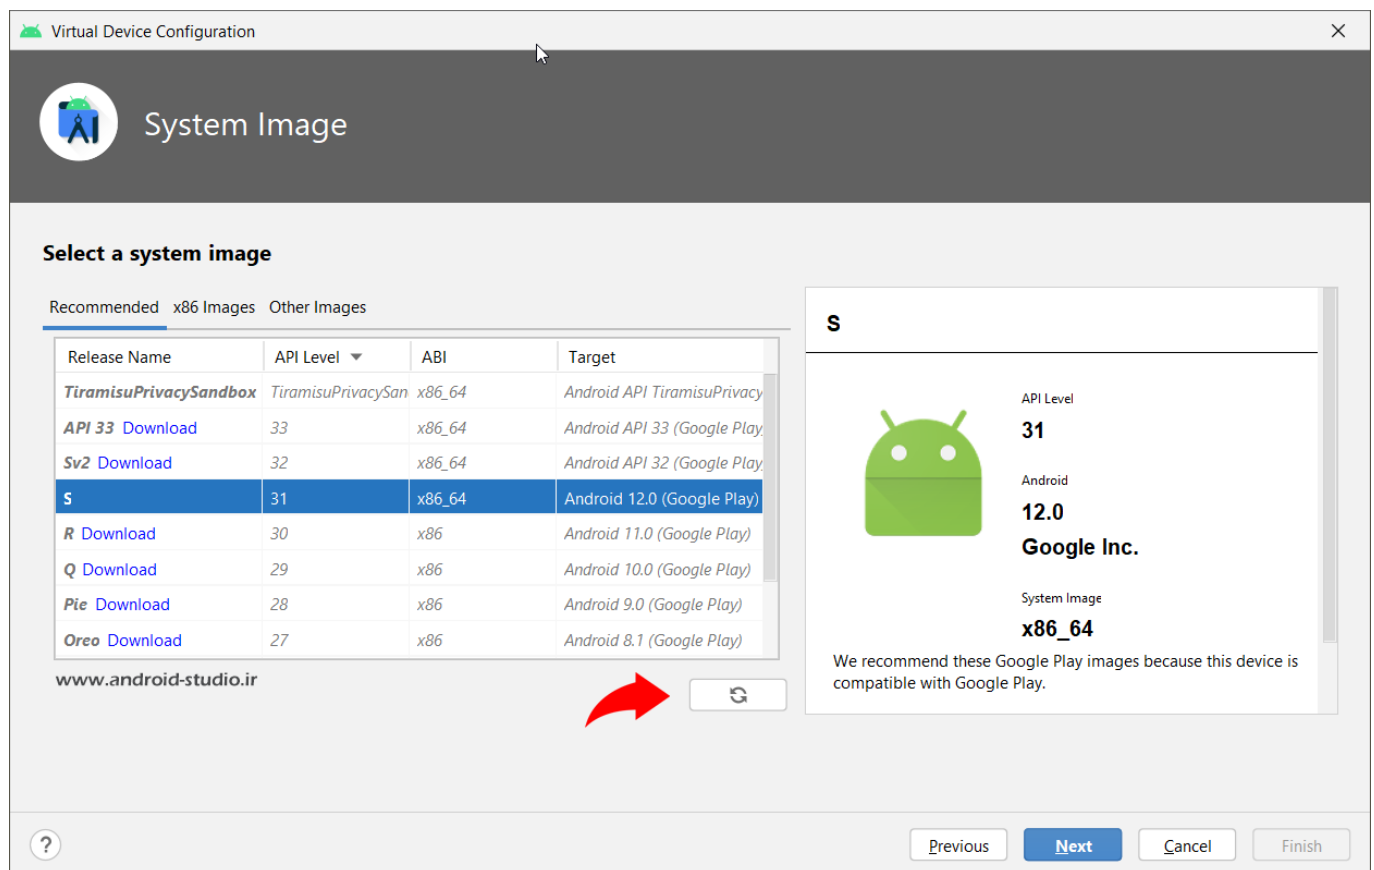 Virtual Device Configuration
System Image
Select a system image
Recommended x86 Images Other Images
Release Name API Level ABI Target
TiramisuPrivacySandbox TiramisuPrivacySan x86_64 Android API TiramisuPrivacy
API 33 Download 33 x86_64 Android API 33 (Google Play
Sv2 Download 32 x86_64 Android API 32 (Google Play
S 31 x86_64 Android 12.0 (Google Play)
R Download 30 x86 Android 11.0 (Google Play)
Q Download 29 x86 Android 10.0 (Google Play)
Pie Download 28 x86 Android 9.0 (Google Play)
Oreo Download 27 x86 Android 8.1 (Google Play)
www.android-studio.ir
S
API Level
31
Android
12.0
Google Inc.
System Image
x86_64
We recommend these Google Play images because this device is
compatible with Google Play.
? Previous Next Cancel Finish